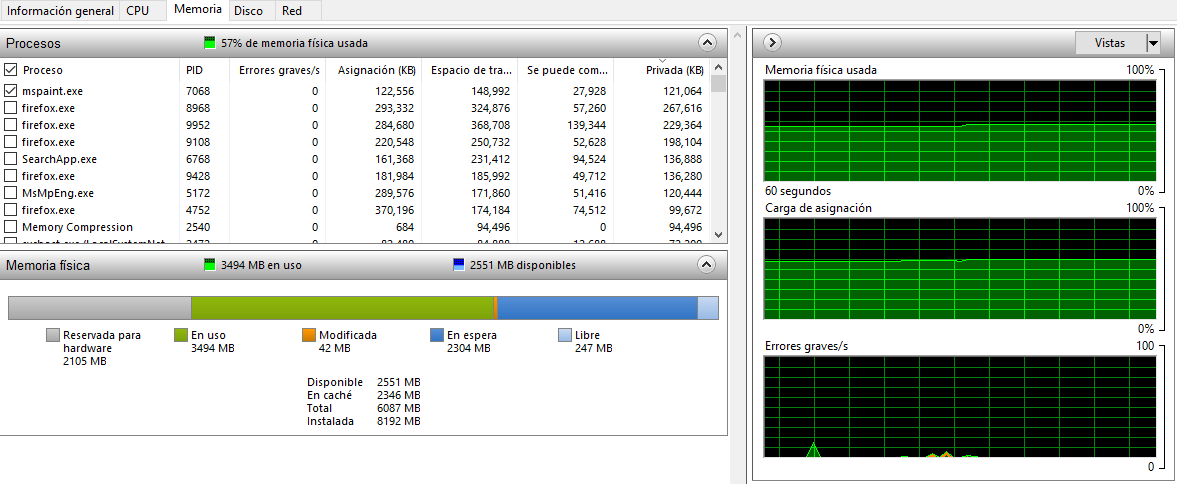 Información general CPU Memoria Disco Red
Procesos 57% de memoria física usada
Proceso PID Errores graves/s Asignación (KB) Espacio de tra... Se puede com... Privada (KB)
mspaint.exe 7068 0 122,556 148,992 27,928 121,064
firefox.exe 8968 0 293,332 324,876 57,260 267,616
firefox.exe 9952 0 284,680 368,708 139,344 229,364
firefox.exe 9108 0 220,548 250,732 52,628 198,104
SearchApp.exe 6768 0 161,368 231,412 94,524 136,888
firefox.exe 9428 0 181,984 185,992 49,712 136,280
MsMpEng.exe 5172 0 289,576 171,860 51,416 120,444
firefox.exe 4752 0 370,196 174,184 74,512 99,672
Memory Compression 2540 0 684 94,496 0 94,496
Memoria física 3494 MB en uso 2551 MB disponibles
Reservada para hardware
2105 MB
En uso
3494 MB
Modificada
42 MB
En espera
2304 MB
Libre
247 MB
Disponible 2551 MB
En caché 2346 MB
Total 6087 MB
Instalada 8192 MB
Vistas
Memoria física usada 100%
60 segundos 0%
Carga de asignación 100%
0%
Errores graves/s 100
0